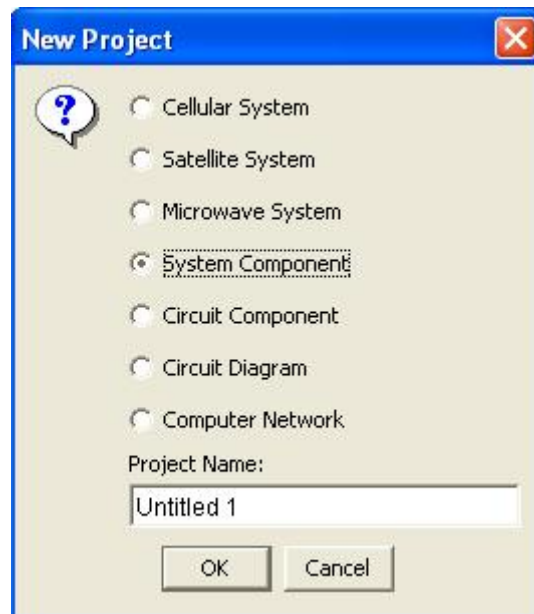 New Project
Cellular System
Satellite System
Microwave System
System Component
Circuit Component
Circuit Diagram
Computer Network
Project Name:
Untitled 1
OK Cancel